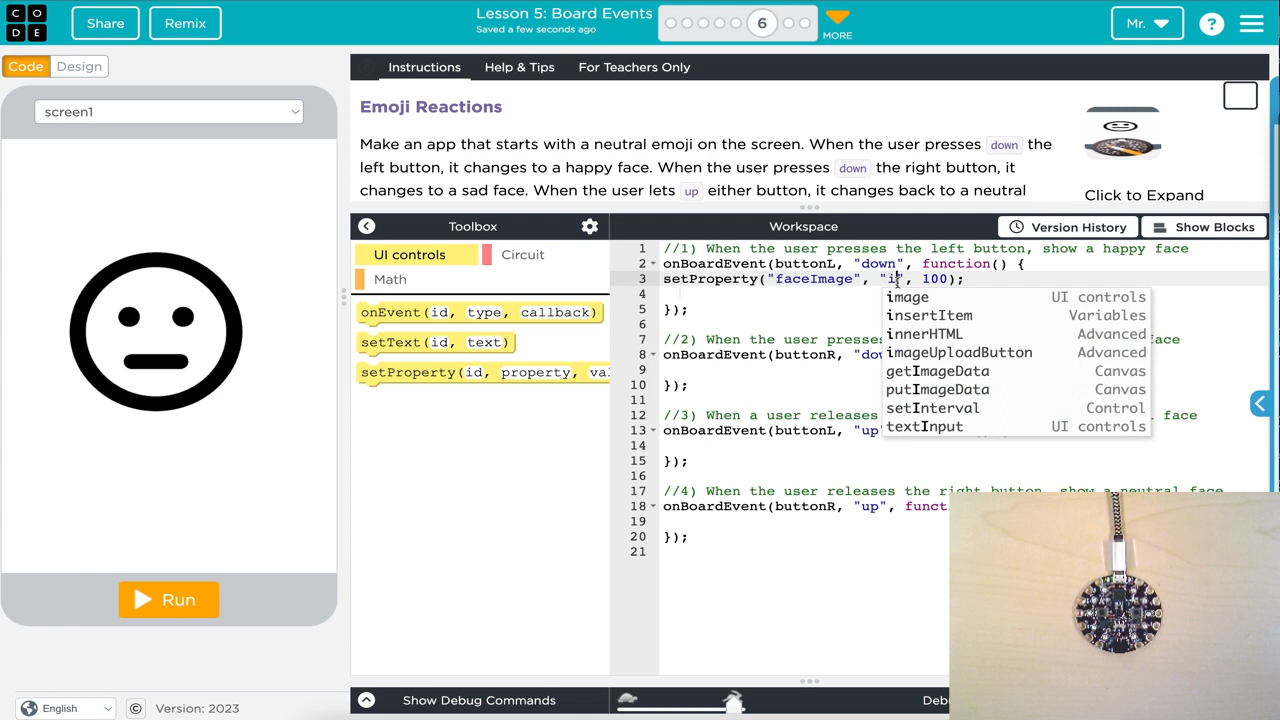 CO
DE
Share
Remix
Lesson 5: Board Events
Saved a few seconds ago
6
MORE
Mr.
?
Code
Design
screen1
Run
English
©
Version: 2023
Instructions
Help & Tips
For Teachers Only
Emoji Reactions
Make an app that starts with a neutral emoji on the screen. When the user presses down the
left button, it changes to a happy face. When the user presses down the right button, it
changes to a sad face. When the user lets up either button, it changes back to a neutral
Click to Expand
Toolbox
Workspace
Version History
Show Blocks
UI controls
Circuit
Math
onEvent(id, type, callback)
setText(id, text)
setProperty(id, property, val
1 //1) When the user presses the left button, show a happy face
2 onBoardEvent(buttonL, "down", function() {
3 setProperty("faceImage", "i", 100);
4
5 });
6
7 //2) When the user presse face
8 onBoardEvent(buttonR, "dow
9
10 });
11
12 //3) When a user releases face
13 onBoardEvent(buttonL, "up"
14
15 });
16
17 //4) When the user releases the right button, show a neutral face
18 onBoardEvent(buttonR, "up", funct
19
20 });
21
image UI controls
insertItem Variables
innerHTML Advanced
imageUploadButton Advanced
getImageData Canvas
putImageData Canvas
setInterval Control
textInput UI controls
Show Debug Commands
Debu